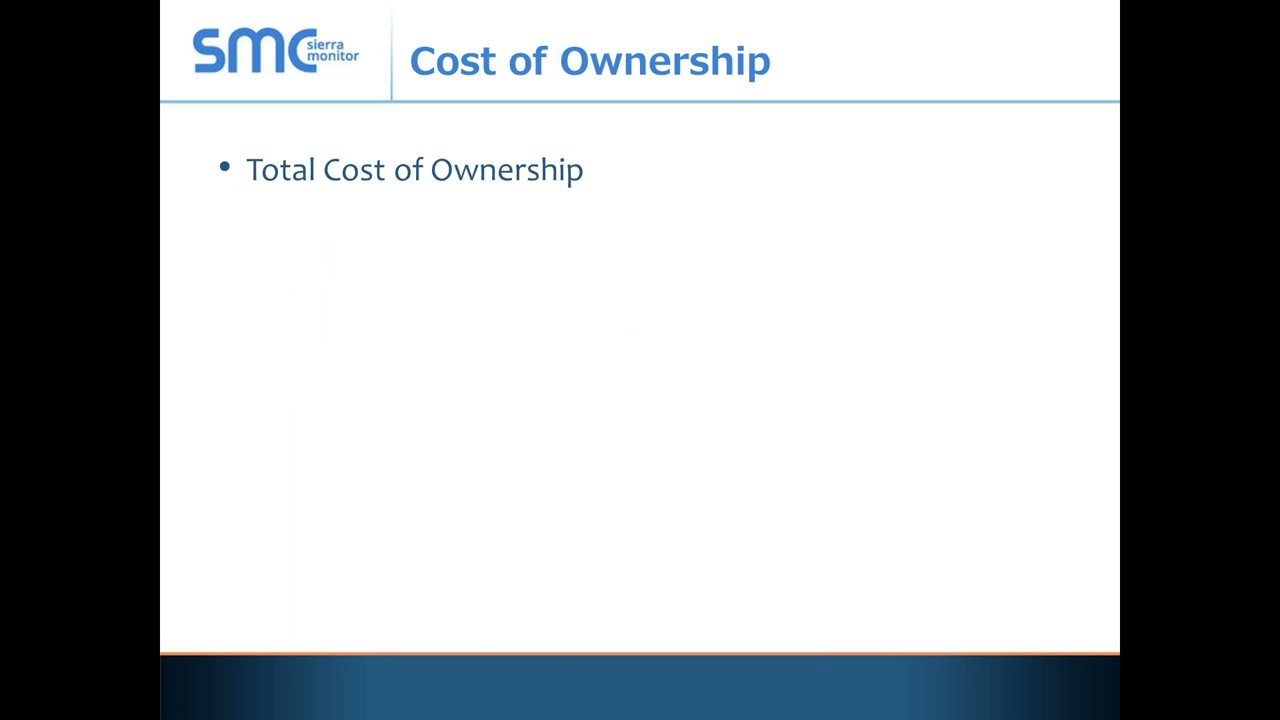 SMC sierra
monitor
Cost of Ownership
• Total Cost of Ownership